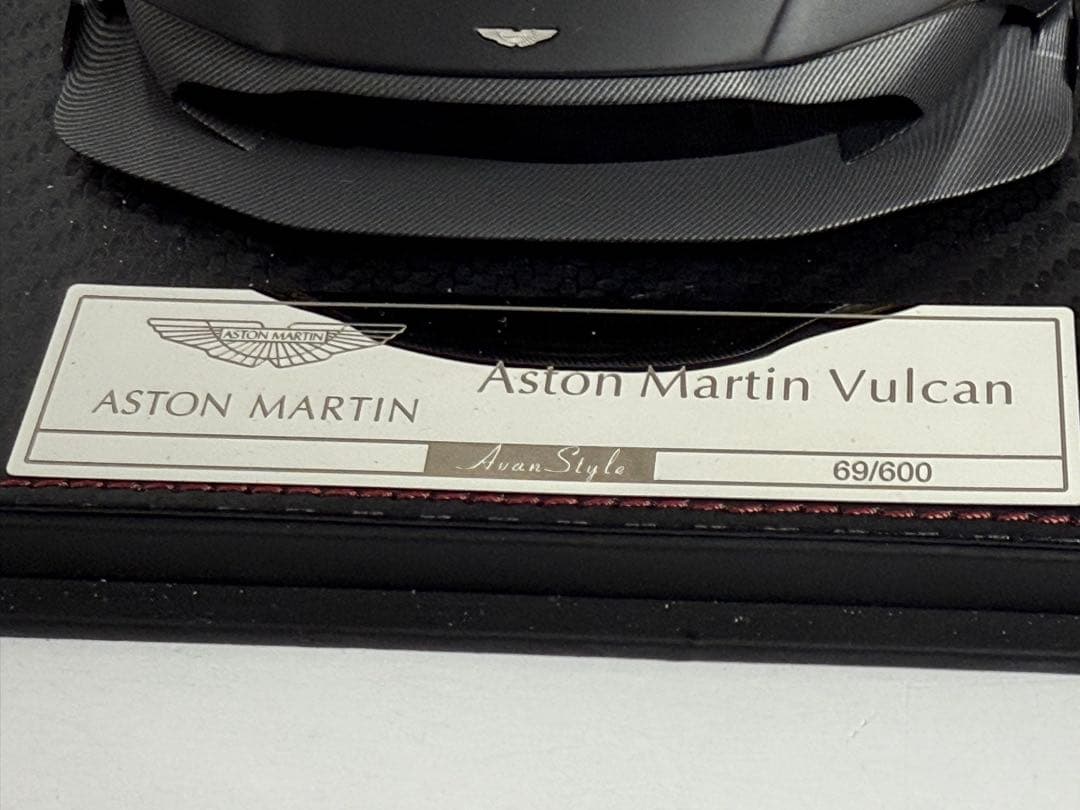 ASTON MARTIN
ASTON MARTIN
Aston Martin Vulcan
AvanStyle
69/600